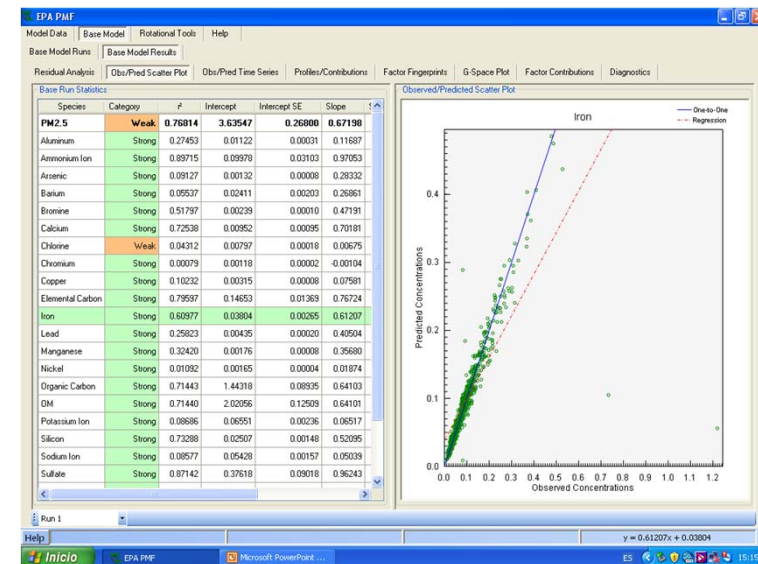 EPA PMF
Model Data Base Model Rotational Tools Help
Base Model Runs Base Model Results
Residual Analysis Obs/Pred Scatter Plot Obs/Pred Time Series Profiles/Contributions Factor Fingerprints G-Space Plot Factor Contributions Diagnostics
Base Run Statistics
Species Category r² Intercept Intercept SE Slope
PM2.5 Weak 0.76814 3.63547 0.26800 0.67198
Aluminum Strong 0.27453 0.01122 0.00031 0.11687
Ammonium Ion Strong 0.89715 0.09978 0.03103 0.97053
Arsenic Strong 0.09127 0.00132 0.00008 0.28332
Barium Strong 0.05537 0.02411 0.00203 0.26861
Bromine Strong 0.51797 0.00239 0.00010 0.47191
Calcium Strong 0.72538 0.00952 0.00095 0.70181
Chlorine Weak 0.04312 0.00797 0.00018 0.00675
Chromium Strong 0.00079 0.00118 0.00002 -0.00104
Copper Strong 0.10232 0.00315 0.00008 0.07581
Elemental Carbon Strong 0.79597 0.14653 0.01369 0.76724
Iron Strong 0.60977 0.03804 0.00265 0.61207
Lead Strong 0.25823 0.00435 0.00020 0.40504
Manganese Strong 0.32420 0.00176 0.00008 0.35680
Nickel Strong 0.01092 0.00165 0.00004 0.01874
Organic Carbon Strong 0.71443 1.44318 0.08935 0.64103
OM Strong 0.71440 2.02056 0.12509 0.64101
Potassium Ion Strong 0.08686 0.06551 0.00236 0.06517
Silicon Strong 0.73288 0.02507 0.00148 0.52095
Sodium Ion Strong 0.08577 0.05428 0.00157 0.05039
Sulfate Strong 0.87142 0.37618 0.09018 0.96243
Observed/Predicted Scatter Plot
Iron
One-to-One
Regression
Predicted Concentrations
0.4
0.3
0.2
0.1
0.0
0.0 0.1 0.2 0.3 0.4 0.5 0.6 0.7 0.8 0.9 1.0 1.1 1.2
Observed Concentrations
Run 1
Help
y = 0.61207x + 0.03804
Inicio EPA PMF Microsoft PowerPoint ... ES 15:15